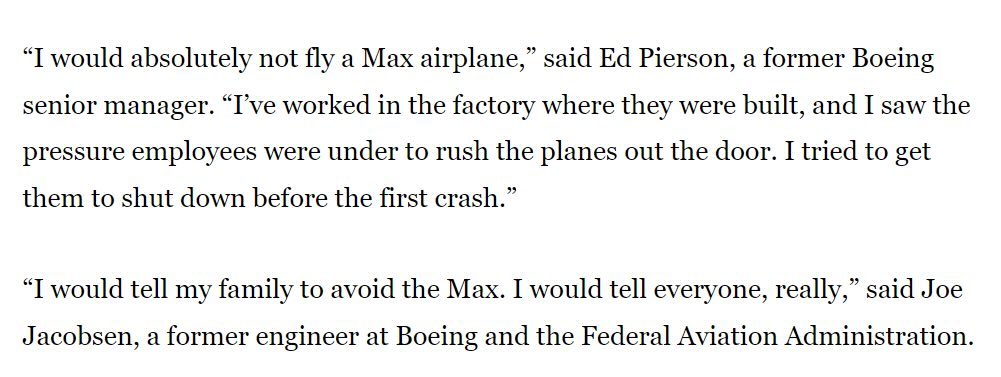 “I would absolutely not fly a Max airplane,” said Ed Pierson, a former Boeing
senior manager. “I’ve worked in the factory where they were built, and I saw the
pressure employees were under to rush the planes out the door. I tried to get
them to shut down before the first crash.”
“I would tell my family to avoid the Max. I would tell everyone, really,” said Joe
Jacobsen, a former engineer at Boeing and the Federal Aviation Administration.